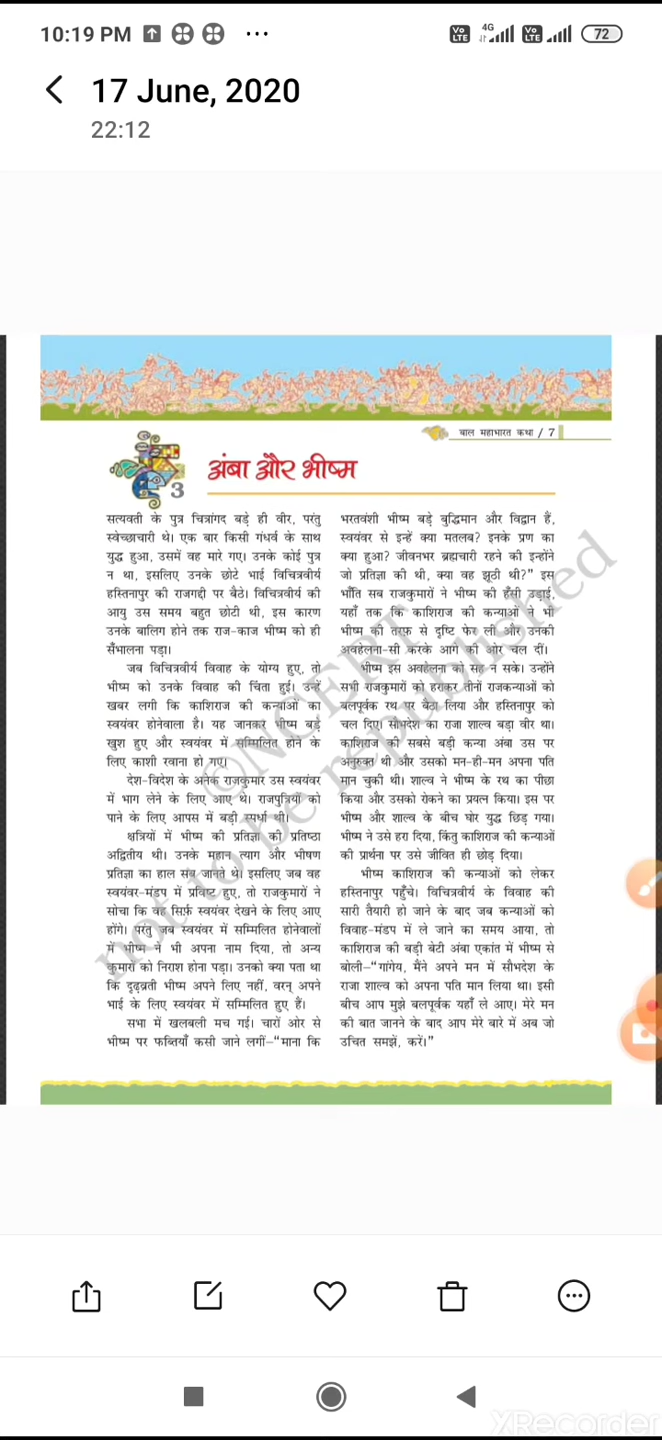 10:19 PM
4G
72
17 June, 2020
22:12
बाल महाभारत कथा / 7
3
अंबा और भीष्म
सत्यवती के पुत्र चित्रांगद बड़े ही वीर, परंतु
स्वेच्छाचारी थे। एक बार किसी गंधर्व के साथ
युद्ध हुआ, उसमें वह मारे गए। उनके कोई पुत्र
न था, इसलिए उनके छोटे भाई विचित्रवीर्य
हस्तिनापुर की राजगद्दी पर बैठे। विचित्रवीर्य की
आयु उस समय बहुत छोटी थी, इस कारण
उनके बालिग होने तक राज-काज भीष्म को ही
सँभालना पड़ा।
जब विचित्रवीर्य विवाह के योग्य हुए, तो
भीष्म को उनके विवाह की चिंता हुई। उन्हें
खबर लगी कि काशिराज की कन्याओं का
स्वयंवर होनेवाला है। यह जानकर भीष्म बड़े
खुश हुए और स्वयंवर में सम्मिलित होने के
लिए काशी रवाना हो गए।
देश-विदेश के अनेक राजकुमार उस स्वयंवर
में भाग लेने के लिए आए थे। राजपुत्रियों को
पाने के लिए आपस में बड़ी स्पर्धा थी।
क्षत्रियों में भीष्म की प्रतिज्ञा की प्रतिष्ठा
अद्वितीय थी। उनके महान त्याग और भीषण
प्रतिज्ञा का हाल सब जानते थे। इसलिए जब वह
स्वयंवर-मंडप में प्रविष्ट हुए, तो राजकुमारों ने
सोचा कि वह सिर्फ़ स्वयंवर देखने के लिए आए
होंगे। परंतु जब स्वयंवर में सम्मिलित होनेवालों
में भीष्म ने भी अपना नाम दिया, तो अन्य
कुमारों को निराश होना पड़ा। उनको क्या पता था
कि दृढ़व्रती भीष्म अपने लिए नहीं, वरन् अपने
भाई के लिए स्वयंवर में सम्मिलित हुए हैं।
सभा में खलबली मच गई। चारों ओर से
भीष्म पर फब्तियाँ कसी जाने लगीं–“माना कि
भरतवंशी भीष्म बड़े बुद्धिमान और विद्वान हैं,
स्वयंवर से इन्हें क्या मतलब? इनके प्रण का
क्या हुआ? जीवनभर ब्रह्मचारी रहने की इन्होंने
जो प्रतिज्ञा की थी, क्या वह झूठी थी?” इस
भाँति सब राजकुमारों ने भीष्म की हँसी उड़ाई,
यहाँ तक कि काशिराज की कन्याओं ने भी
भीष्म की तरफ़ से दृष्टि फेर ली और उनकी
अवहेलना-सी करके आगे की ओर चल दीं।
भीष्म इस अवहेलना को सह न सके। उन्होंने
सभी राजकुमारों को हराकर तीनों राजकन्याओं को
बलपूर्वक रथ पर बैठा लिया और हस्तिनापुर को
चल दिए। सौभदेश का राजा शाल्व बड़ा वीर था।
काशिराज की सबसे बड़ी कन्या अंबा उस पर
अनुरक्त थी और उसको मन-ही-मन अपना पति
मान चुकी थी। शाल्व ने भीष्म के रथ का पीछा
किया और उसको रोकने का प्रयत्न किया। इस पर
भीष्म और शाल्व के बीच घोर युद्ध छिड़ गया।
भीष्म ने उसे हरा दिया, किंतु काशिराज की कन्याओं
की प्रार्थना पर उसे जीवित ही छोड़ दिया।
भीष्म काशिराज की कन्याओं को लेकर
हस्तिनापुर पहुँचे। विचित्रवीर्य के विवाह की
सारी तैयारी हो जाने के बाद जब कन्याओं को
विवाह-मंडप में ले जाने का समय आया, तो
काशिराज की बड़ी बेटी अंबा एकांत में भीष्म से
बोली–“गांगेय, मैंने अपने मन में सौभदेश के
राजा शाल्व को अपना पति मान लिया था। इसी
बीच आप मुझे बलपूर्वक यहाँ ले आए। मेरे मन
की बात जानने के बाद आप मेरे बारे में अब जो
उचित समझें, करें।”
©NCERT
not to be republished
XRecorder